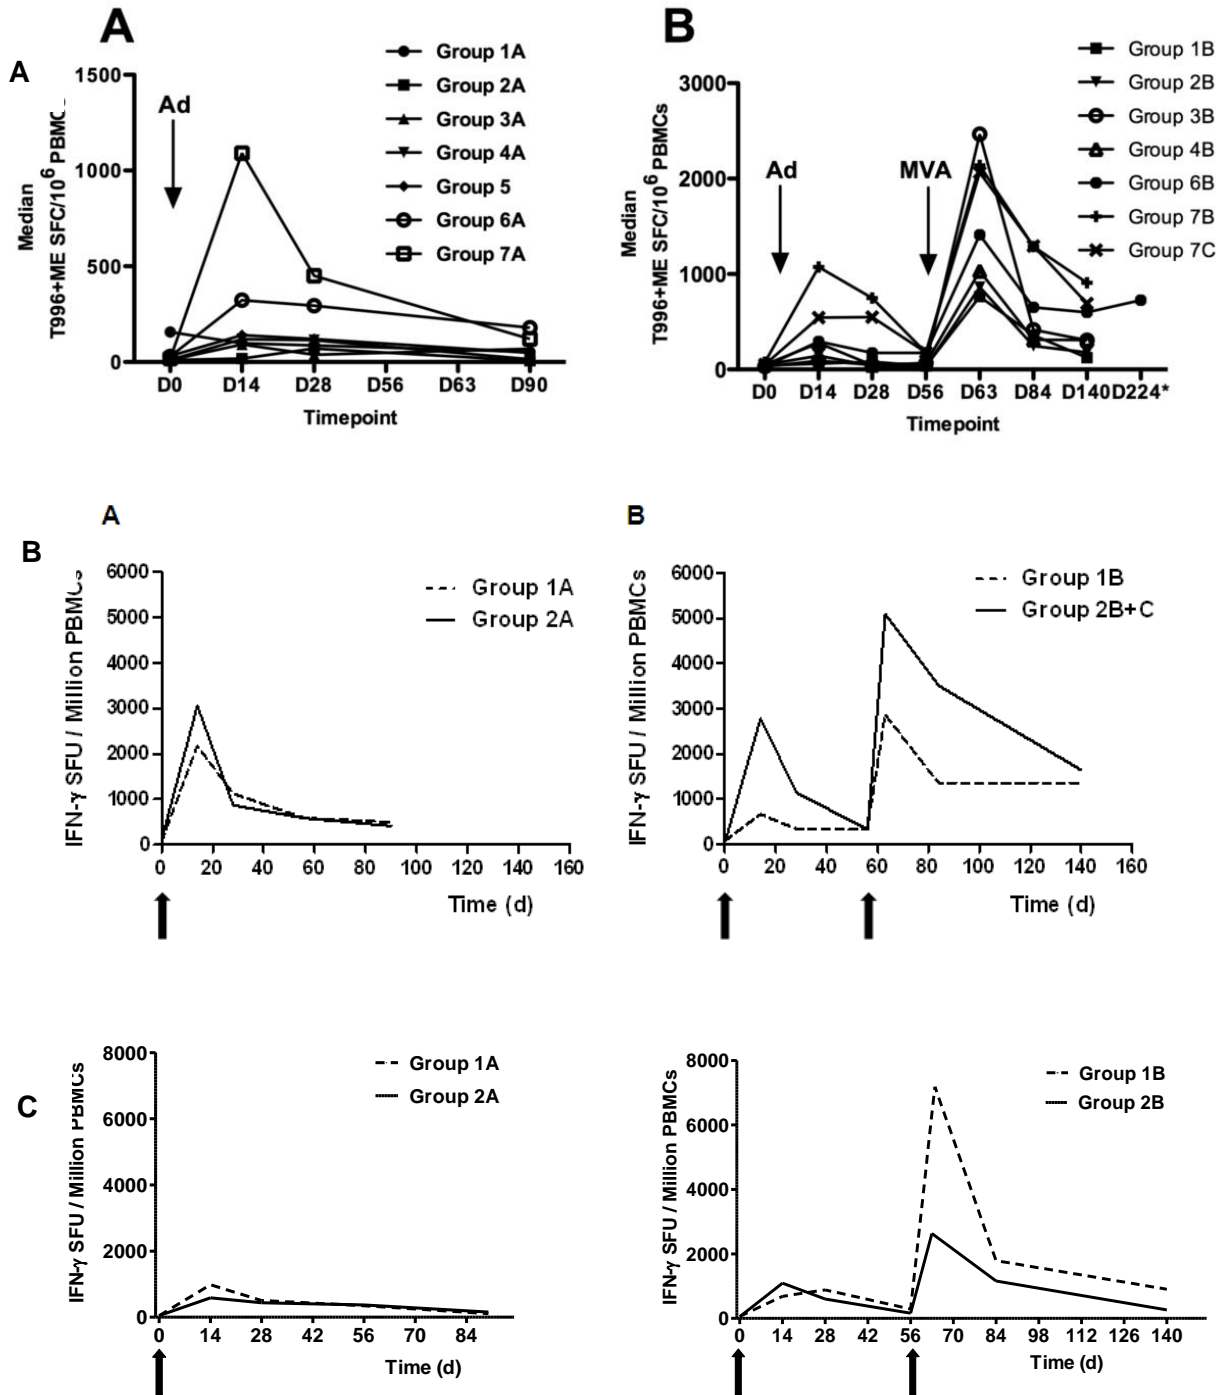 A
B
A
Group 1A
Group 2A
Group 3A
Group 4A
Group 5
Group 6A
Group 7A
Ad
1500
1000
500
0
Median
T996+ME SFC/10⁶ PBMC
D0 D14 D28 D56 D63 D90
Timepoint
Group 1B
Group 2B
Group 3B
Group 4B
Group 6B
Group 7B
Group 7C
Ad
MVA
3000
2000
1000
0
Median
T996+ME SFC/10⁶ PBMCs
D0 D14 D28 D56 D63 D84 D140 D224*
Timepoint
A
B
B
6000
5000
4000
3000
2000
1000
0
IFN-γ SFU / Million PBMCs
Group 1A
Group 2A
0 20 40 60 80 100 120 140 160
Time (d)
6000
5000
4000
3000
2000
1000
0
IFN-γ SFU / Million PBMCs
Group 1B
Group 2B+C
0 20 40 60 80 100 120 140 160
Time (d)
C
8000
6000
4000
2000
0
IFN-γ SFU / Million PBMCs
Group 1A
Group 2A
0 14 28 42 56 70 84
Time (d)
8000
6000
4000
2000
0
IFN-γ SFU / Million PBMCs
Group 1B
Group 2B
0 14 28 42 56 70 84 98 112 126 140
Time (d)